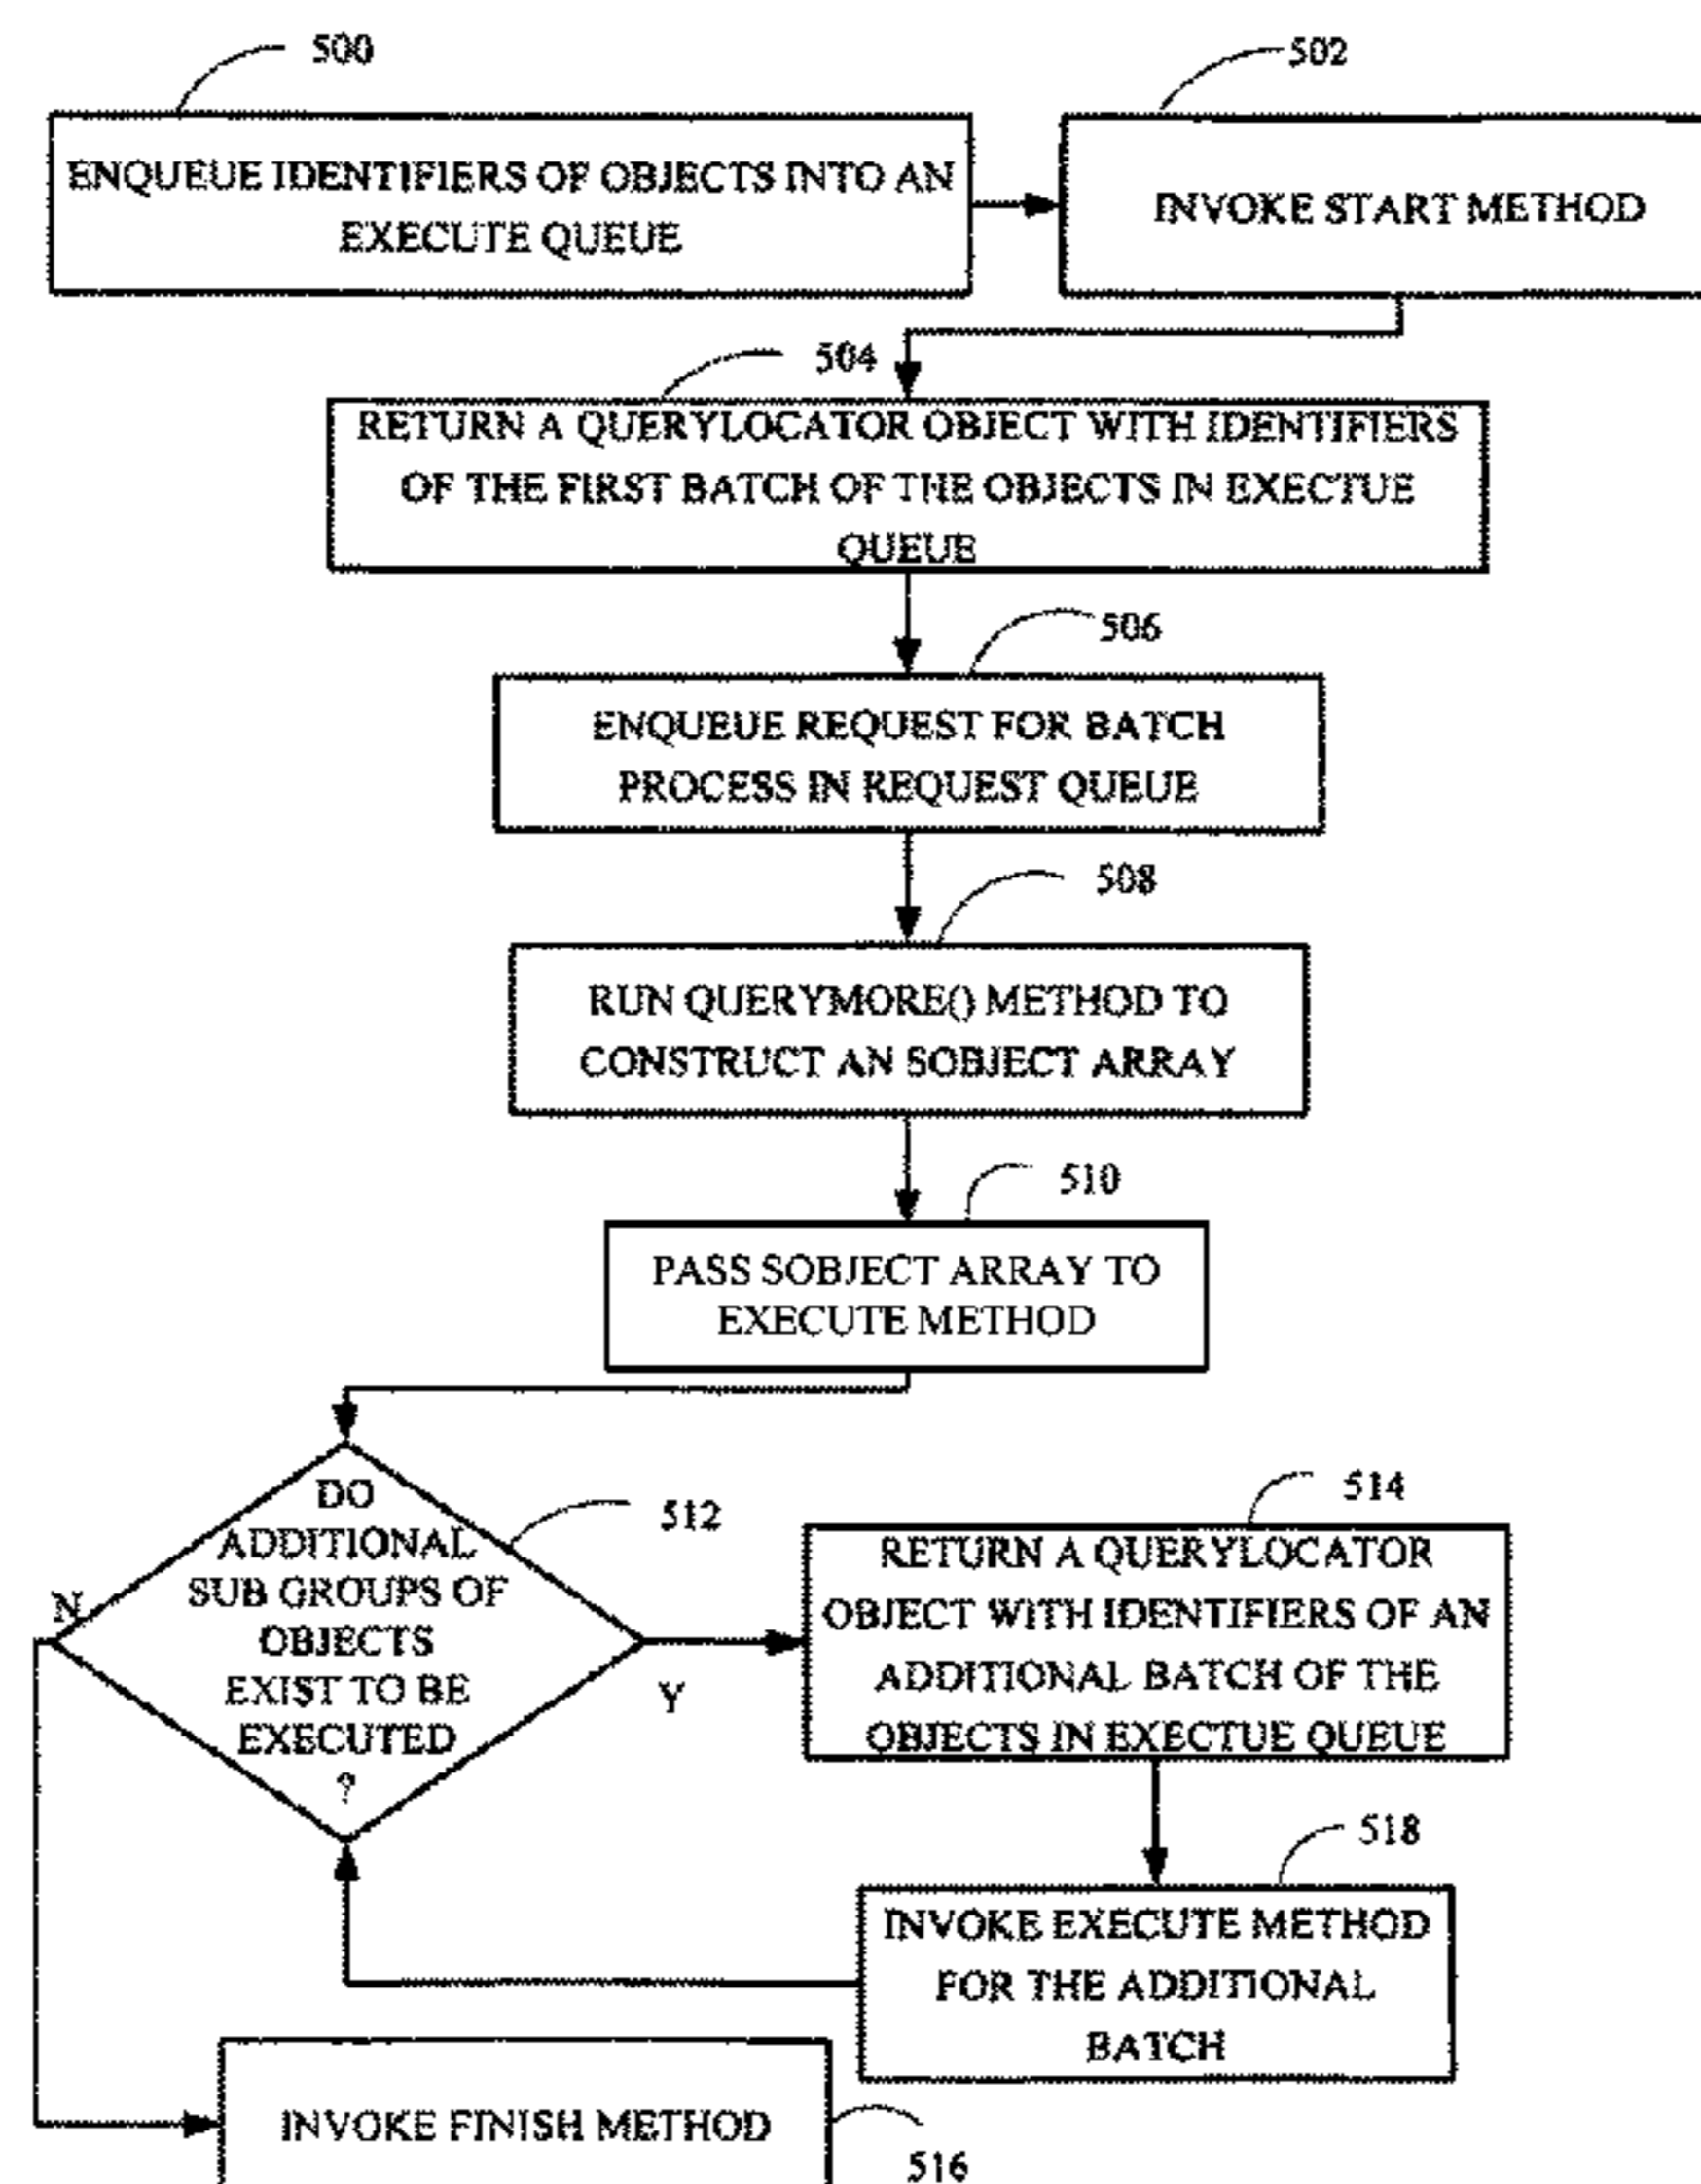 500
502
ENQUEUE IDENTIFIERS OF OBJECTS INTO AN
EXECUTE QUEUE
INVOKE START METHOD
504
RETURN A QUERYLOCATOR OBJECT WITH IDENTIFIERS
OF THE FIRST BATCH OF THE OBJECTS IN EXECTUE
QUEUE
506
ENQUEUE REQUEST FOR BATCH
PROCESS IN REQUEST QUEUE
508
RUN QUERYMORE() METHOD TO
CONSTRUCT AN SOBJECT ARRAY
510
PASS SOBJECT ARRAY TO
EXECUTE METHOD
512
DO
ADDITIONAL
SUB GROUPS OF
OBJECTS
EXIST TO BE
EXECUTED
?
N
Y
514
RETURN A QUERYLOCATOR
OBJECT WITH IDENTIFIERS OF AN
ADDITIONAL BATCH OF THE
OBJECTS IN EXECTUE QUEUE
518
INVOKE EXECUTE METHOD
FOR THE ADDITIONAL
BATCH
INVOKE FINISH METHOD
516